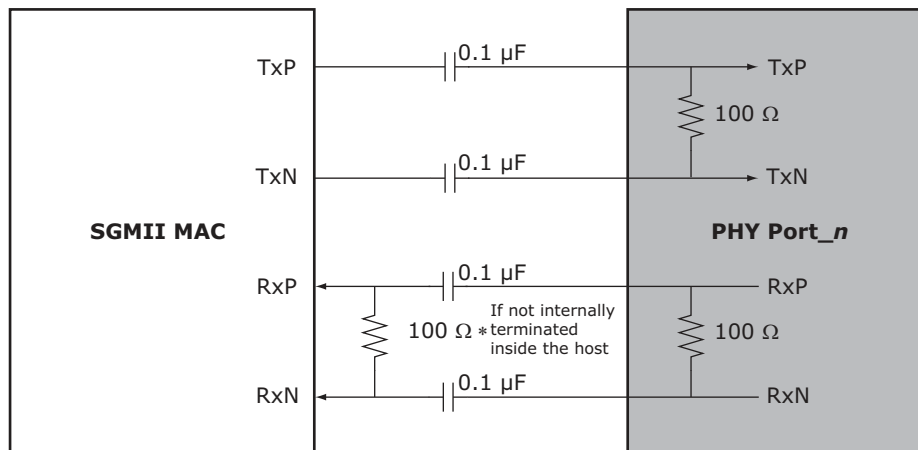 0.1 µF
TxP
TxP
100 Ω
0.1 µF
TxN
TxN
SGMII MAC
PHY Port_n
0.1 µF
RxP
RxP
100 Ω *
If not internally
terminated
inside the host
100 Ω
0.1 µF
RxN
RxN